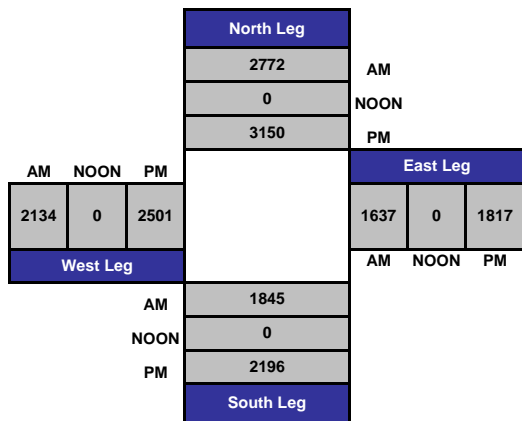 North Leg
2772 AM
0 NOON
3150 PM
AM NOON PM
East Leg
2134 0 2501
1637 0 1817
West Leg
AM NOON PM
AM 1845
NOON 0
PM 2196
South Leg